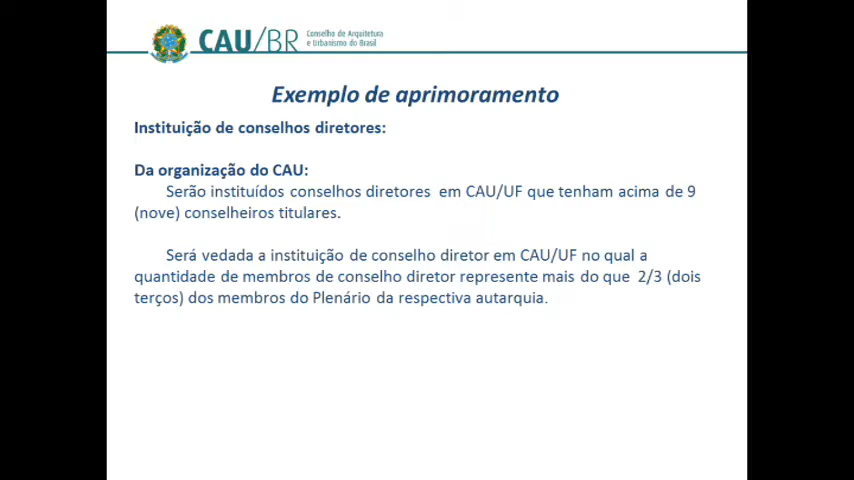 CAU/BR
Conselho de Arquitetura
e Urbanismo do Brasil
Exemplo de aprimoramento
Instituição de conselhos diretores:
Da organização do CAU:
Serão instituídos conselhos diretores em CAU/UF que tenham acima de 9
(nove) conselheiros titulares.
Será vedada a instituição de conselho diretor em CAU/UF no qual a
quantidade de membros de conselho diretor represente mais do que 2/3 (dois
terços) dos membros do Plenário da respectiva autarquia.